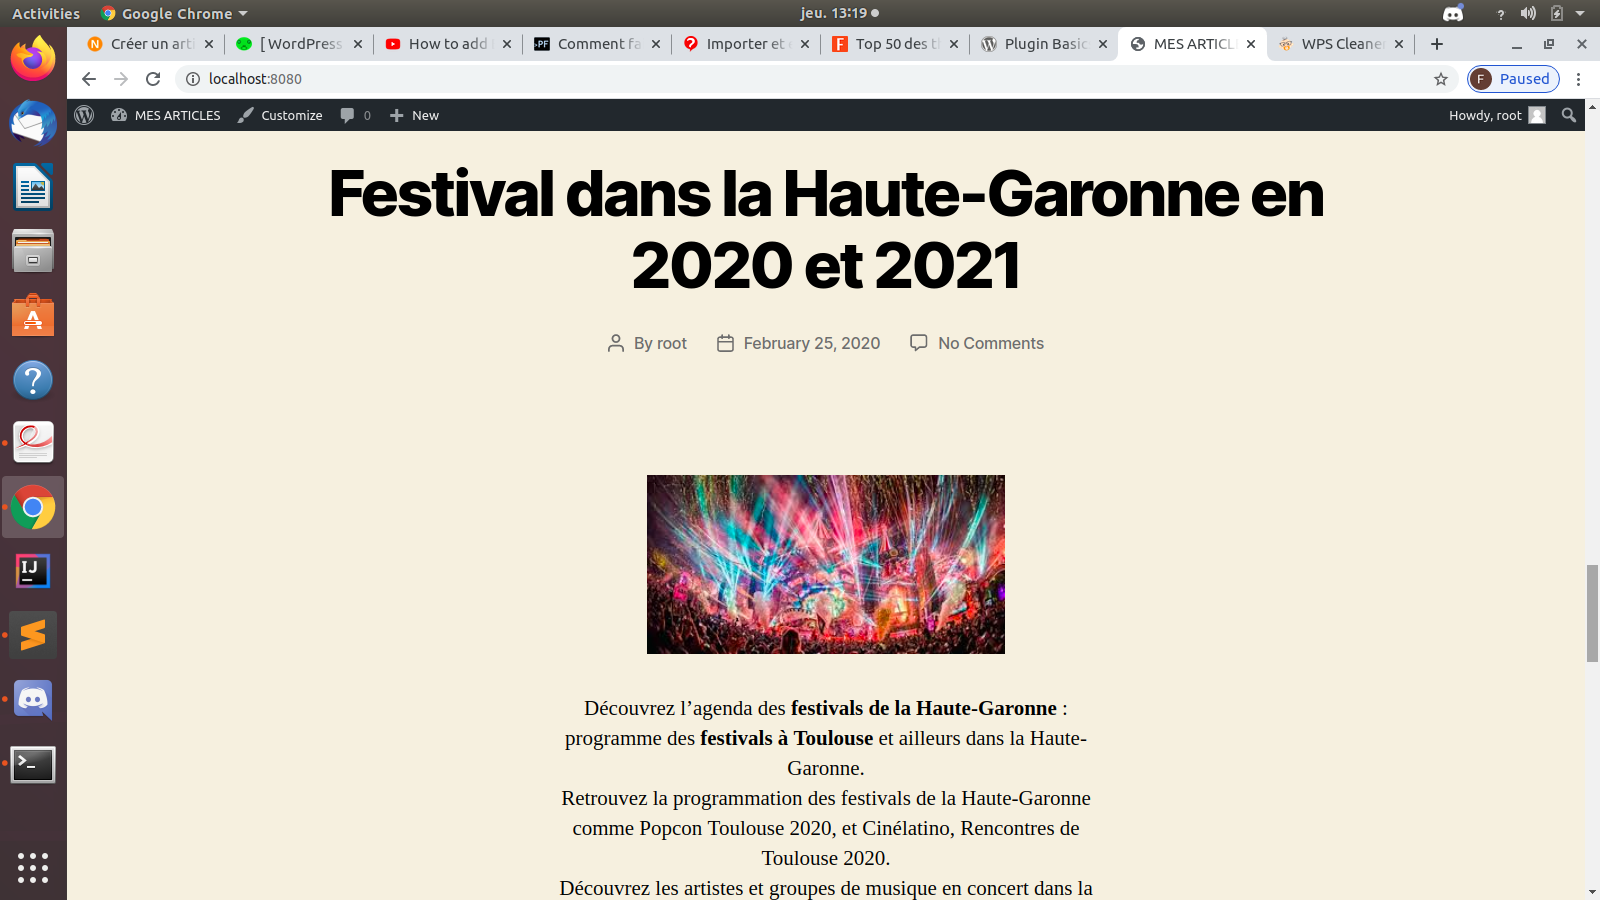 Activities Google Chrome jeu. 13:19
Créer un art [ WordPress How to add Comment fa Importer et Top 50 des t Plugin Basic MES ARTICL WPS Cleane
localhost:8080 F Paused
MES ARTICLES Customize 0 New Howdy, root
Festival dans la Haute-Garonne en
2020 et 2021
By root February 25, 2020 No Comments
Découvrez l’agenda des festivals de la Haute-Garonne :
programme des festivals à Toulouse et ailleurs dans la Haute-
Garonne.
Retrouvez la programmation des festivals de la Haute-Garonne
comme Popcon Toulouse 2020, et Cinélatino, Rencontres de
Toulouse 2020.
Découvrez les artistes et groupes de musique en concert dans la